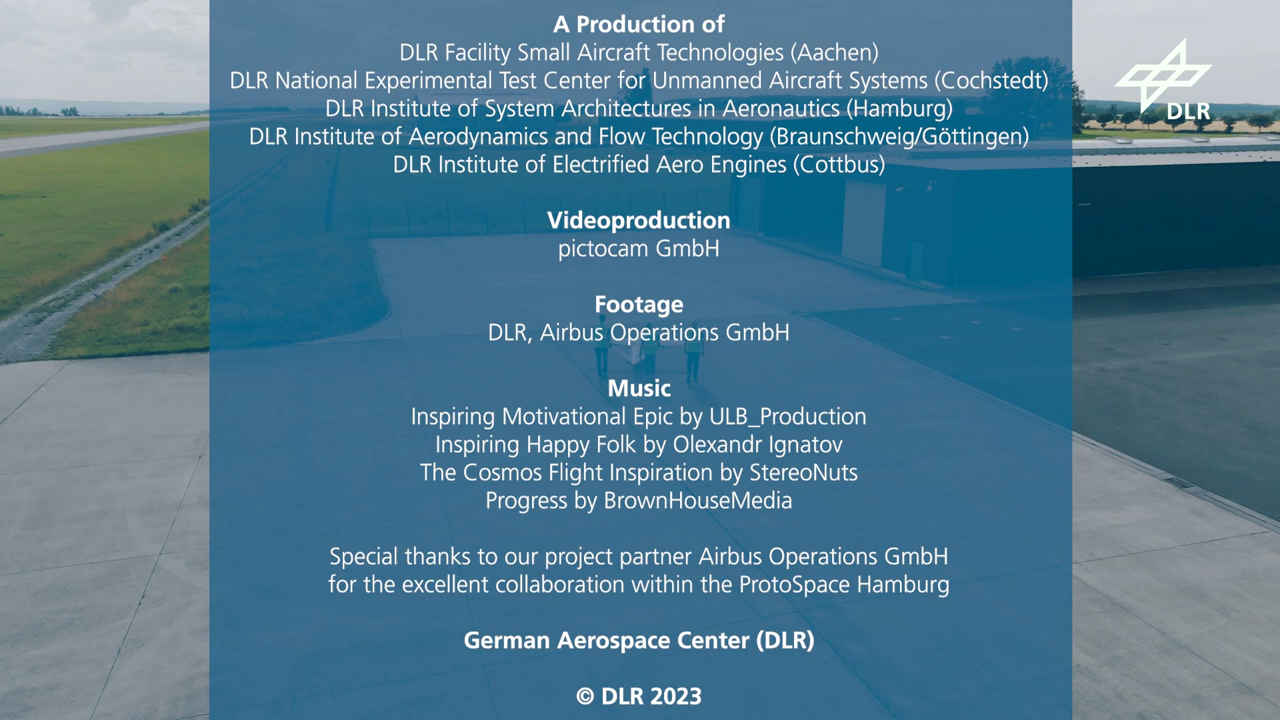 A Production of
DLR Facility Small Aircraft Technologies (Aachen)
DLR National Experimental Test Center for Unmanned Aircraft Systems (Cochstedt)
DLR Institute of System Architectures in Aeronautics (Hamburg)
DLR Institute of Aerodynamics and Flow Technology (Braunschweig/Göttingen)
DLR Institute of Electrified Aero Engines (Cottbus)
Videoproduction
pictocam GmbH
Footage
DLR, Airbus Operations GmbH
Music
Inspiring Motivational Epic by ULB_Production
Inspiring Happy Folk by Olexandr Ignatov
The Cosmos Flight Inspiration by StereoNuts
Progress by BrownHouseMedia
Special thanks to our project partner Airbus Operations GmbH
for the excellent collaboration within the ProtoSpace Hamburg
German Aerospace Center (DLR)
© DLR 2023
DLR